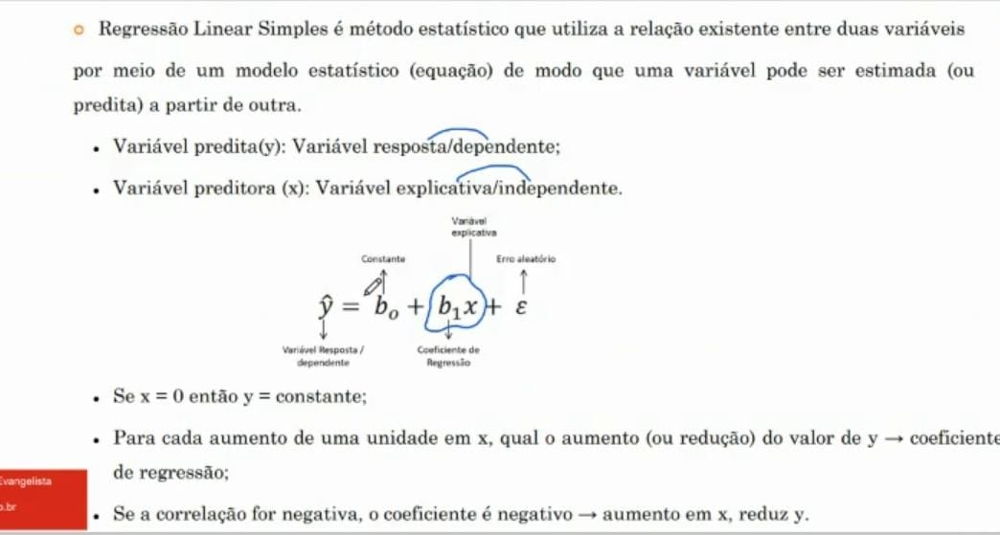 Regressão Linear Simples é método estatístico que utiliza a relação existente entre duas variáveis
por meio de um modelo estatístico (equação) de modo que uma variável pode ser estimada (ou
predita) a partir de outra.
• Variável predita(y): Variável resposta/dependente;
• Variável preditora (x): Variável explicativa/independente.
Variável
explicativa
Constante
Erro aleatório
ŷ = b₀ + b₁x + ε
Variável Resposta /
dependente
Coeficiente de
Regressão
• Se x = 0 então y = constante;
• Para cada aumento de uma unidade em x, qual o aumento (ou redução) do valor de y → coeficiente
de regressão;
• Se a correlação for negativa, o coeficiente é negativo → aumento em x, reduz y.
Evangelista
o.br